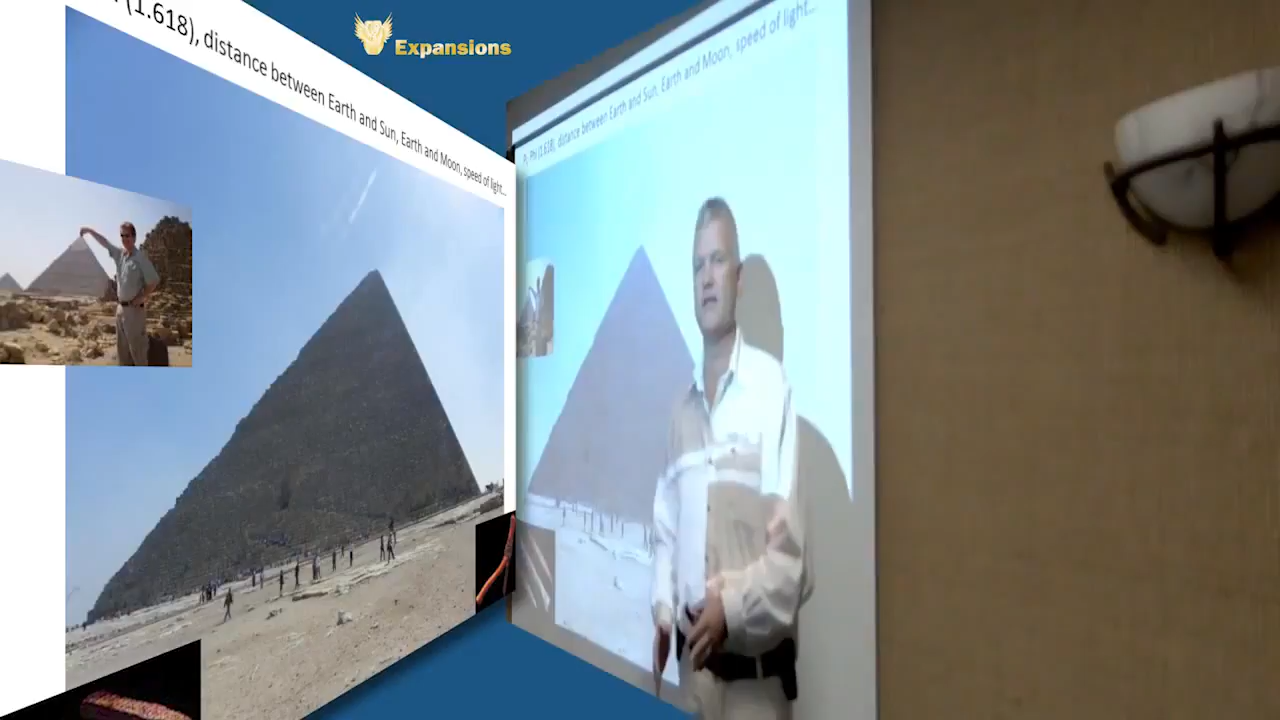 (1.618), distance between Earth and Sun, Earth and Moon, speed of light...
Expansions
Phi (1.618), distance between Earth and Sun, Earth and Moon, speed of light...